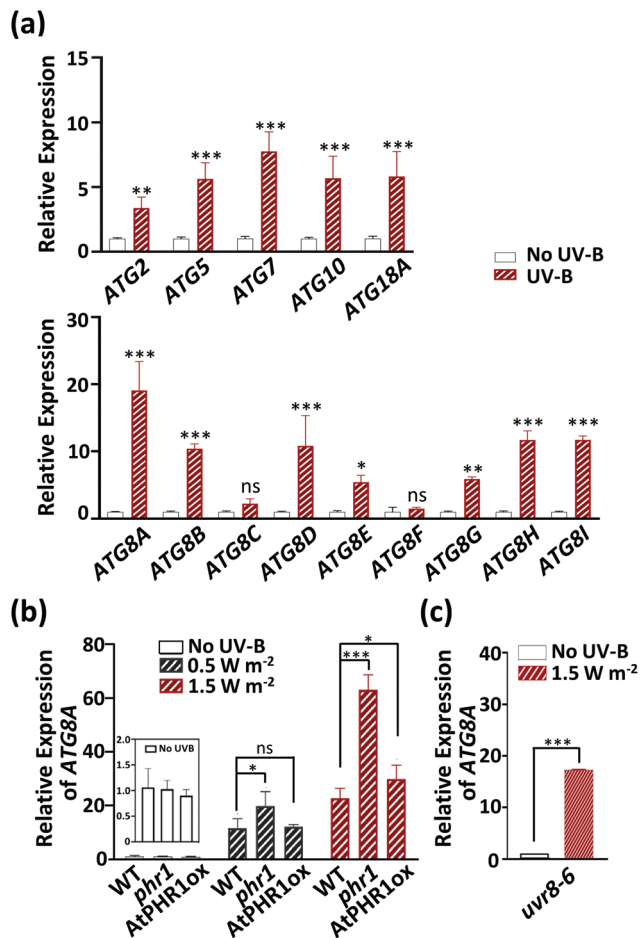 (a)
Relative Expression
15
10
5
0
**
***
***
***
***
ATG2 ATG5 ATG7 ATG10 ATG18A
No UV-B
UV-B
Relative Expression
30
20
10
0
***
***
ns
***
*
ns
**
***
***
ATG8A ATG8B ATG8C ATG8D ATG8E ATG8F ATG8G ATG8H ATG8I
(b)
Relative Expression
of ATG8A
80
60
40
20
0
No UV-B
0.5 W m-2
1.5 W m-2
2.0
1.5
1.0
0.5
0
No UVB
ns
*
*
***
WT phr1 AtPHR1ox WT phr1 AtPHR1ox WT phr1 AtPHR1ox
(c)
Relative Expression
of ATG8A
40
30
20
10
0
No UV-B
1.5 W m-2
***
uvr8-6